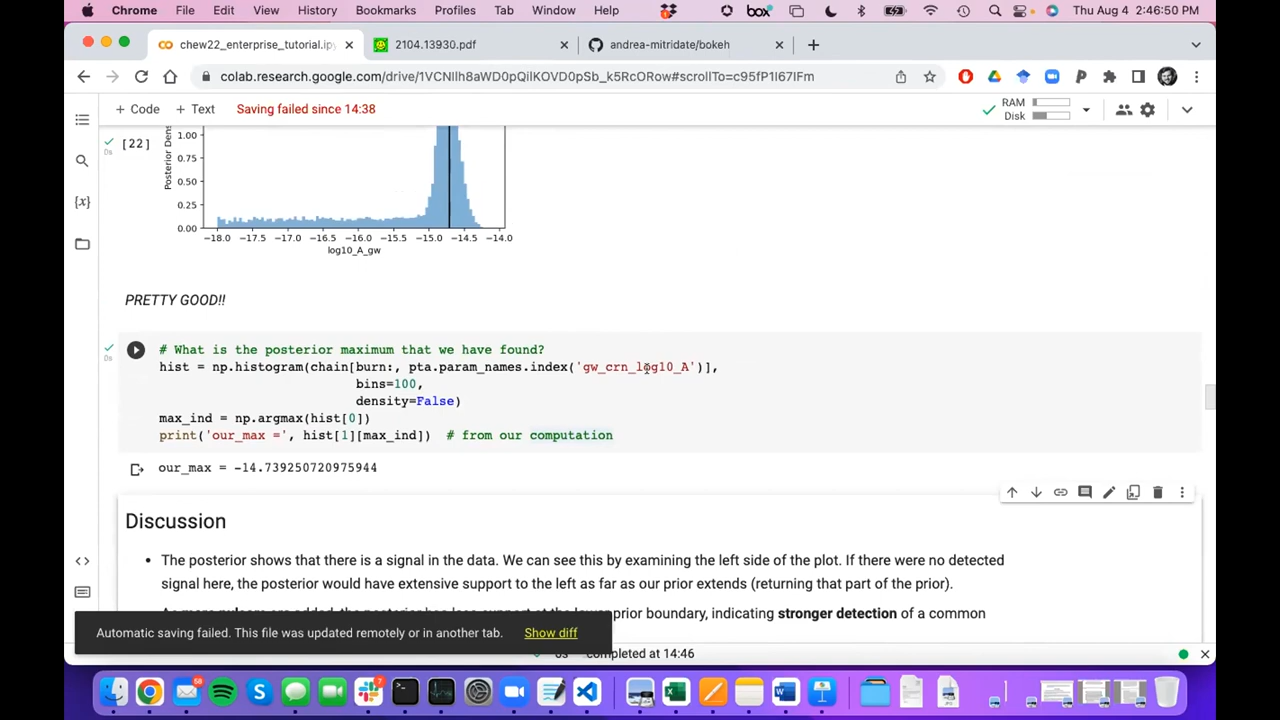 Chrome File Edit View History Bookmarks Profiles Tab Window Help box Thu Aug 4 2:46:50 PM
chew22_enterprise_tutorial.ip 2104.13930.pdf andrea-mitridate/bokeh
colab.research.google.com/drive/1VCNIlh8aWD0pQilKOVD0pSb_k5RcORow#scrollTo=c95fP1l67IFm
+ Code + Text Saving failed since 14:38 RAM Disk
[22]
Posterior Den
1.00
0.75
0.50
0.25
0.00
−18.0 −17.5 −17.0 −16.5 −16.0 −15.5 −15.0 −14.5 −14.0
log10_A_gw
PRETTY GOOD!!
0s
# What is the posterior maximum that we have found?
hist = np.histogram(chain[burn:, pta.param_names.index('gw_crn_log10_A')],
bins=100,
density=False)
max_ind = np.argmax(hist[0])
print('our_max =', hist[1][max_ind]) # from our computation
our_max = -14.739250720975944
Discussion
• The posterior shows that there is a signal in the data. We can see this by examining the left side of the plot. If there were no detected
signal here, the posterior would have extensive support to the left as far as our prior extends (returning that part of the prior).
prior boundary, indicating stronger detection of a common
Automatic saving failed. This file was updated remotely or in another tab. Show diff
completed at 14:46